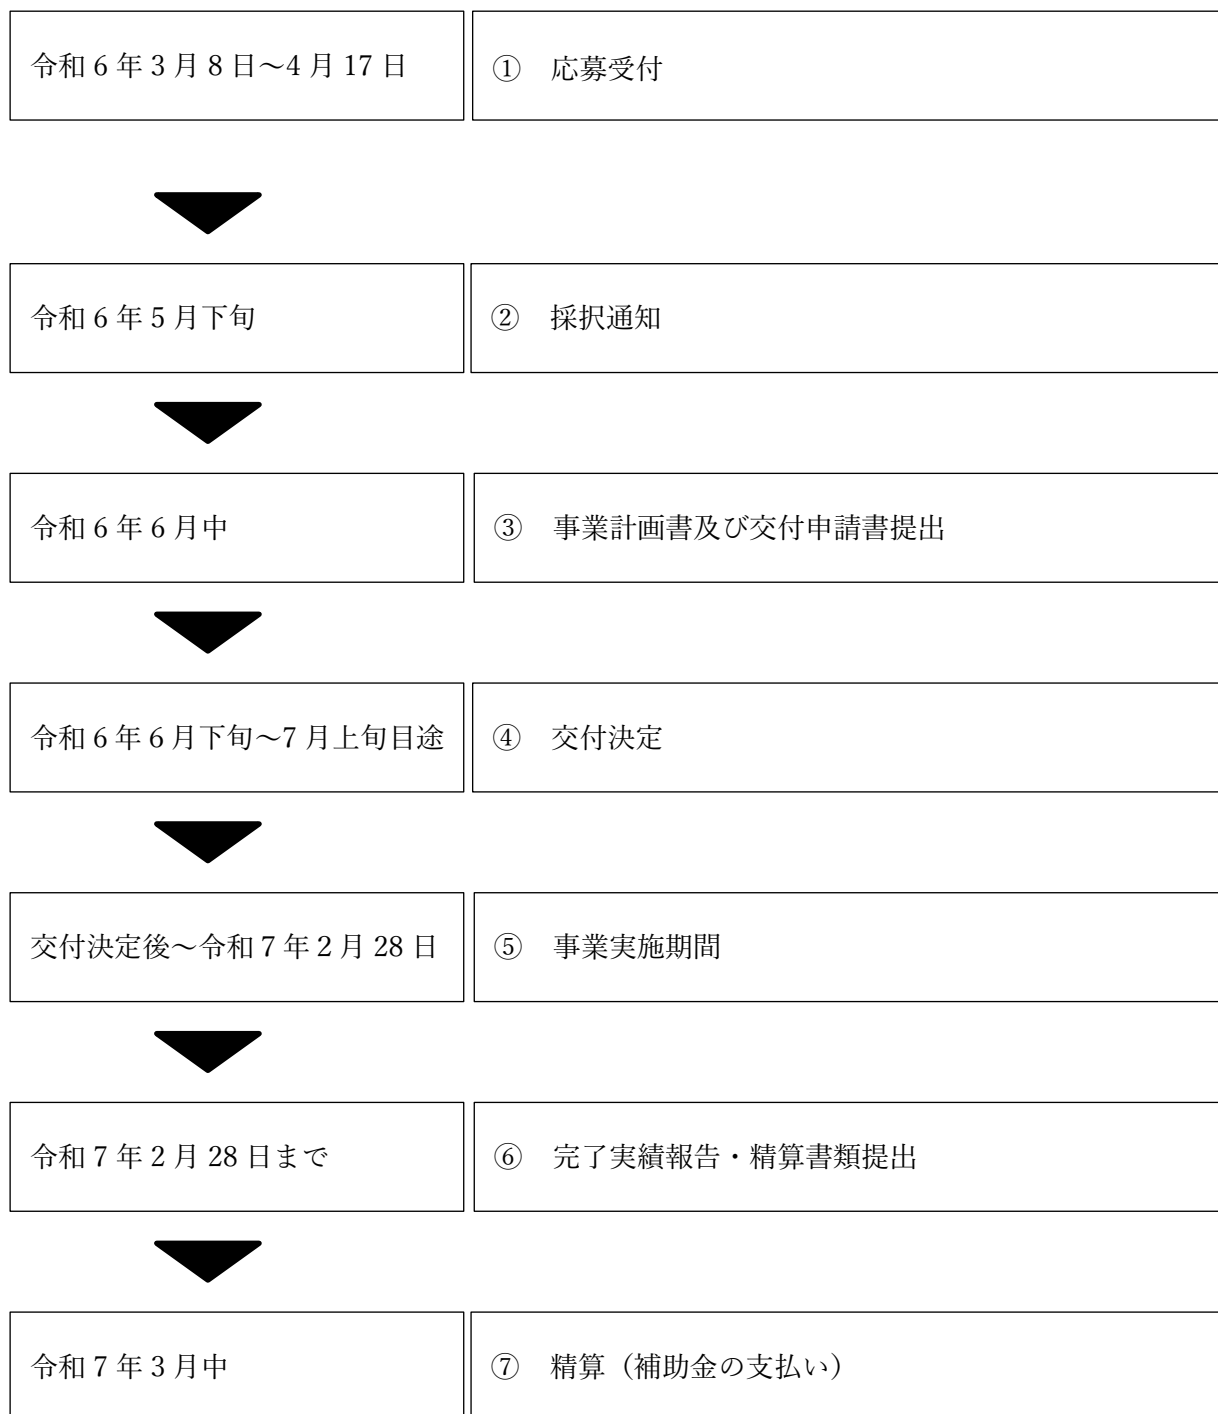 令和6年3月8日～4月17日
① 応募受付
令和6年5月下旬
② 採択通知
令和6年6月中
③ 事業計画書及び交付申請書提出
令和6年6月下旬～7月上旬目途
④ 交付決定
交付決定後～令和7年2月28日
⑤ 事業実施期間
令和7年2月28日まで
⑥ 完了実績報告・精算書類提出
令和7年3月中
⑦ 精算（補助金の支払い）